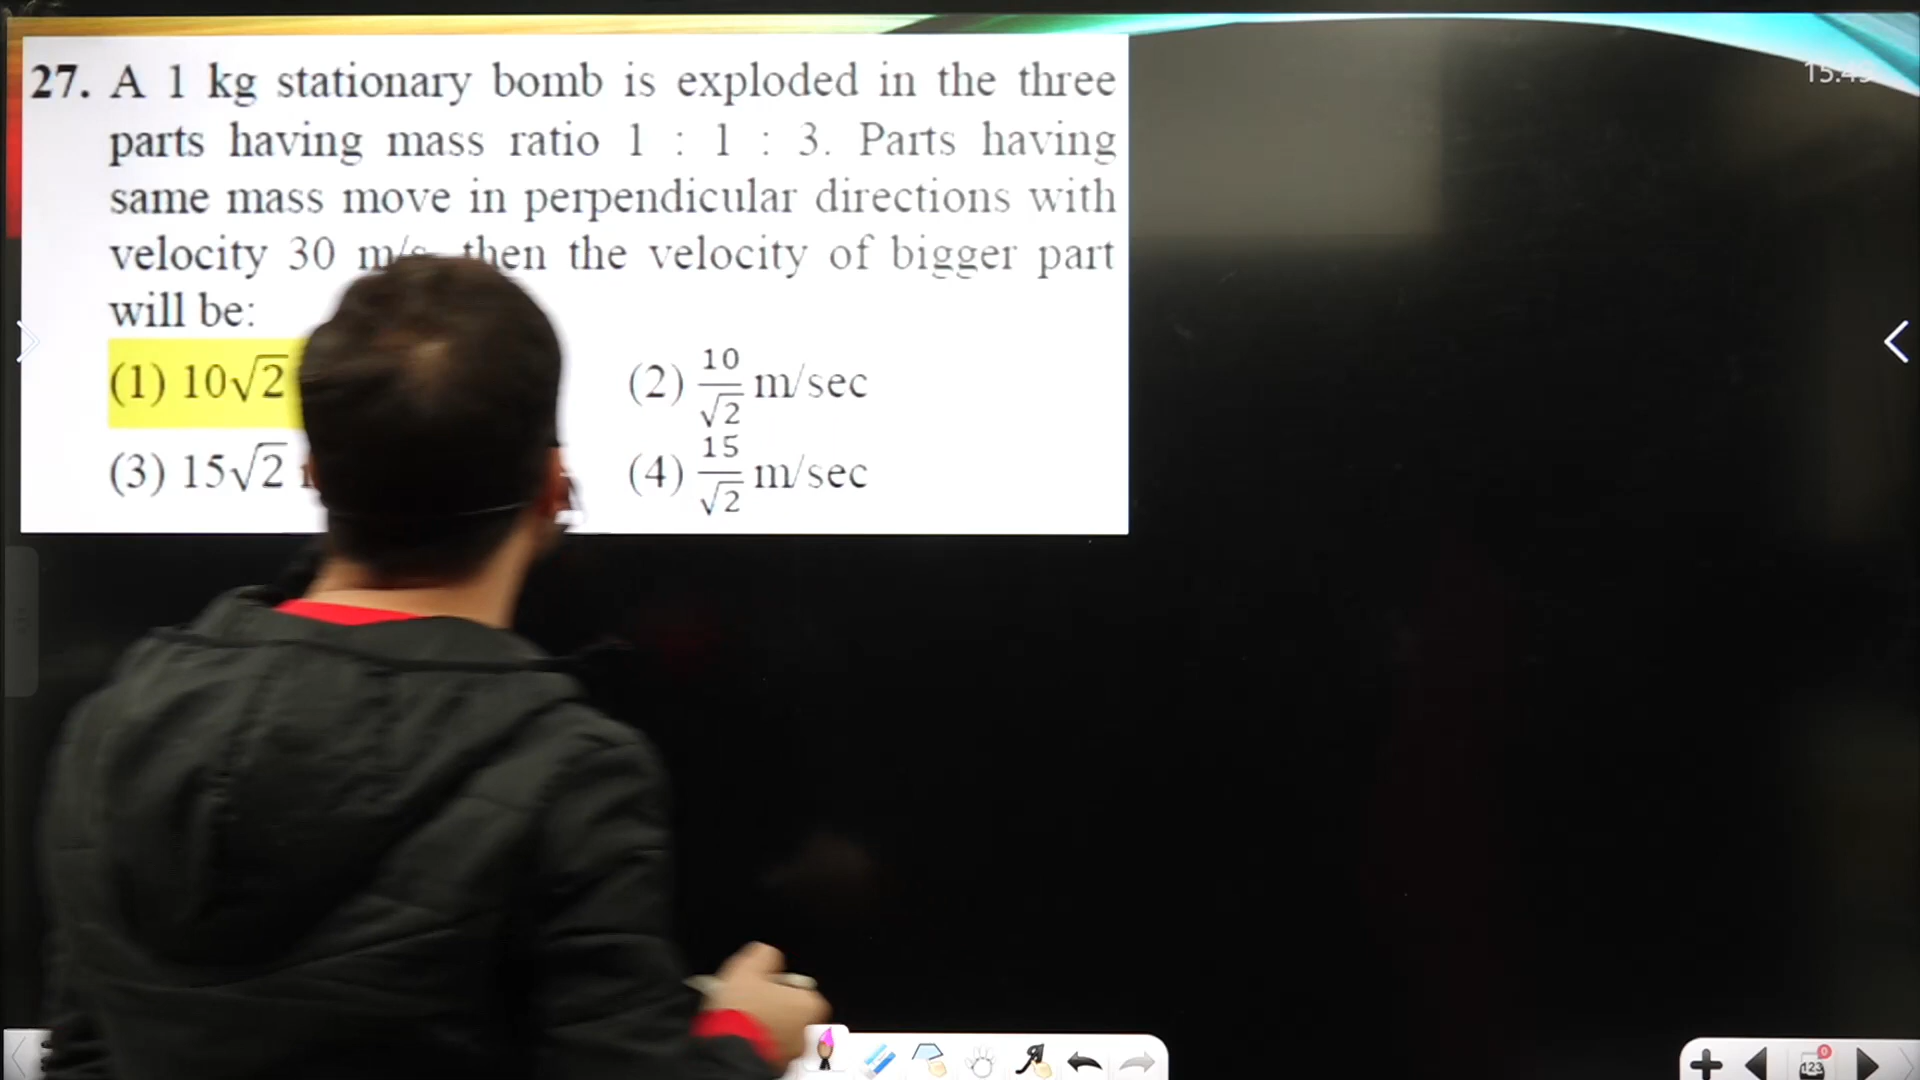 27. A 1 kg stationary bomb is exploded in the three
parts having mass ratio 1 : 1 : 3. Parts having
same mass move in perpendicular directions with
velocity 30 then the velocity of bigger part
will be:
(1) 10√2 (2) 10/√2 m/sec
(3) 15√2 (4) 15/√2 m/sec
123
0